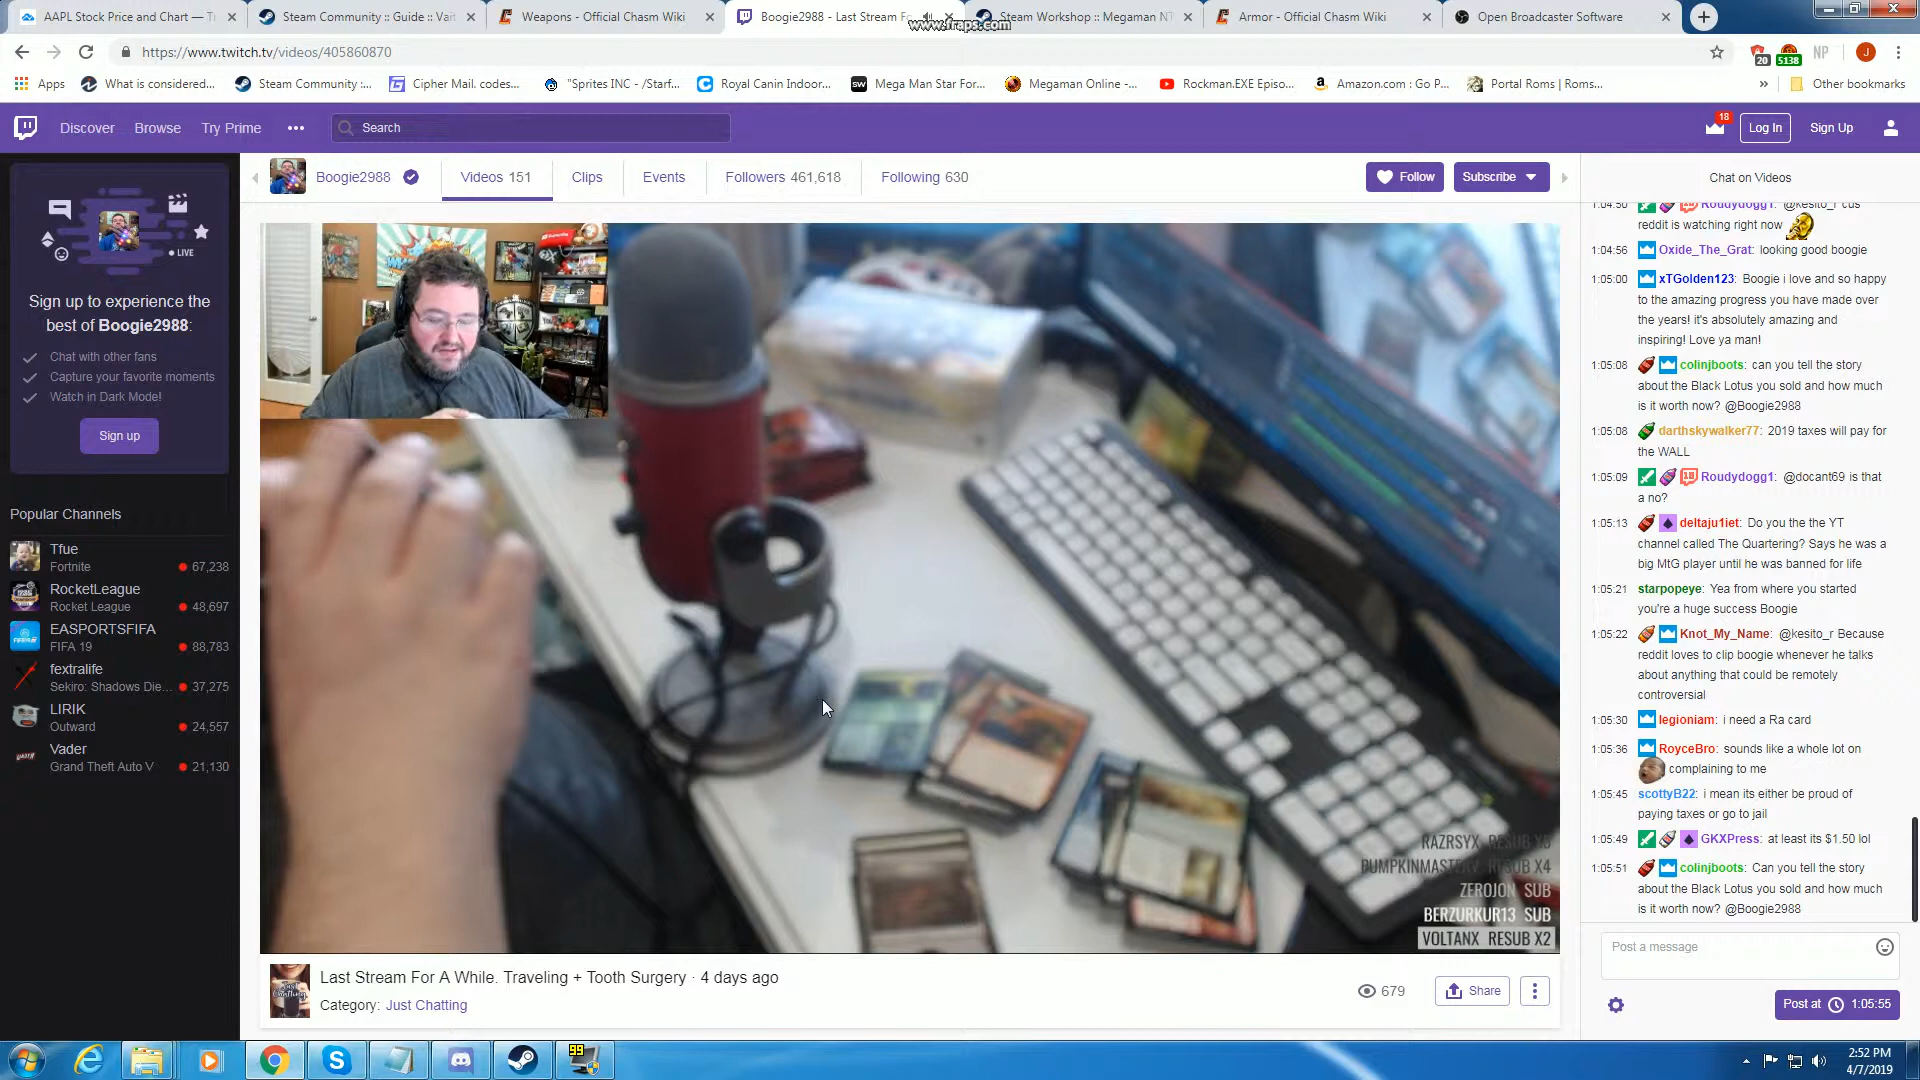 AAPL Stock Price and Chart — T
Steam Community :: Guide :: Vait
Weapons - Official Chasm Wiki
Boogie2988 - Last Stream F
www.fraps.com
Steam Workshop :: Megaman NT
Armor - Official Chasm Wiki
Open Broadcaster Software
https://www.twitch.tv/videos/405860870
20
5138
NP
J
Apps
What is considered...
Steam Community :...
Cipher Mail. codes...
"Sprites INC - /Starf...
Royal Canin Indoor...
Mega Man Star For...
Megaman Online -...
Rockman.EXE Episo...
Amazon.com : Go P...
Portal Roms | Roms...
»
Other bookmarks
Discover
Browse
Try Prime
Search
18
Log In
Sign Up
Boogie2988
Videos 151
Clips
Events
Followers 461,618
Following 630
Follow
Subscribe
Chat on Videos
LIVE
Sign up to experience the
best of Boogie2988:
Chat with other fans
Capture your favorite moments
Watch in Dark Mode!
Sign up
Popular Channels
Tfue
Fortnite 67,238
RocketLeague
Rocket League 48,697
EASPORTSFIFA
FIFA 19 88,783
fextralife
Sekiro: Shadows Die... 37,275
LIRIK
Outward 24,557
Vader
Grand Theft Auto V 21,130
RAZRSYX RESUB X5
PUMPKINMASTERY RESUB X4
ZEROJON SUB
BERZURKUR13 SUB
VOLTANX RESUB X2
Last Stream For A While. Traveling + Tooth Surgery · 4 days ago
Category: Just Chatting
679
Share
1:04:50 Roudydogg1: @kesito_r cus
reddit is watching right now
1:04:56 Oxide_The_Grat: looking good boogie
1:05:00 xTGolden123: Boogie i love and so happy
to the amazing progress you have made over
the years! it's absolutely amazing and
inspiring! Love ya man!
1:05:08 colinjboots: can you tell the story
about the Black Lotus you sold and how much
is it worth now? @Boogie2988
1:05:08 darthskywalker77: 2019 taxes will pay for
the WALL
1:05:09 Roudydogg1: @docant69 is that
a no?
1:05:13 deltaju1iet: Do you the the YT
channel called The Quartering? Says he was a
big MtG player until he was banned for life
1:05:21 starpopeye: Yea from where you started
you're a huge success Boogie
1:05:22 Knot_My_Name: @kesito_r Because
reddit loves to clip boogie whenever he talks
about anything that could be remotely
controversial
1:05:30 legioniam: i need a Ra card
1:05:36 RoyceBro: sounds like a whole lot on
complaining to me
1:05:45 scottyB22: i mean its either be proud of
paying taxes or go to jail
1:05:49 GKXPress: at least its $1.50 lol
1:05:51 colinjboots: Can you tell the story
about the Black Lotus you sold and how much
is it worth now? @Boogie2988
Post a message
Post at 1:05:55
99
2:52 PM
4/7/2019